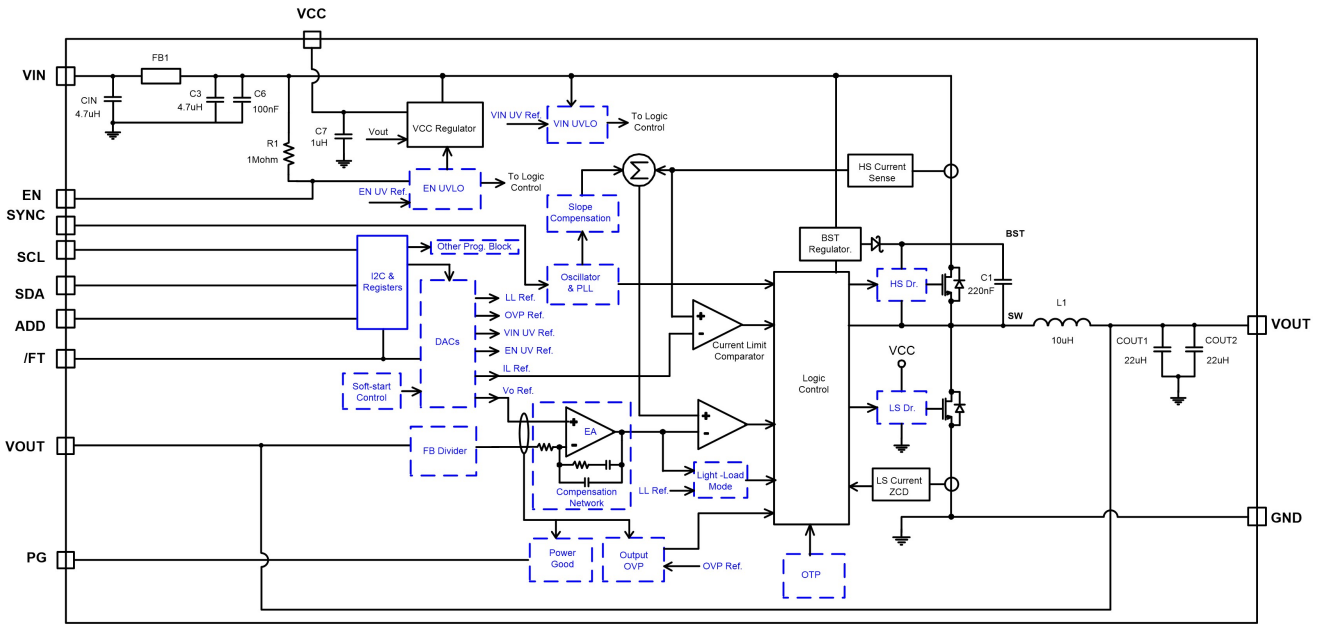 VCC
VIN
FB1
CIN
4.7uH
C3
4.7uH
C6
100nF
R1
1Mohm
C7
1uH
Vout
VCC Regulator
VIN UV Ref.
VIN UVLO
To Logic
Control
EN
EN UV Ref.
EN UVLO
To Logic
Control
Σ
HS Current
Sense
SYNC
Slope
Compensation
SCL
I2C &
Registers
Other Prog. Block
Oscillator
& PLL
BST
Regulator.
BST
SDA
ADD
/FT
DACs
LL Ref.
OVP Ref.
VIN UV Ref.
EN UV Ref.
IL Ref.
Vo Ref.
+
-
Current Limit
Comparator
Logic
Control
HS Dr.
C1
220nF
SW
L1
10uH
VOUT
COUT1
22uH
COUT2
22uH
VCC
LS Dr.
Soft-start
Control
VOUT
FB Divider
+
-
EA
Compensation
Network
+
-
LL Ref.
Light -Load
Mode
LS Current
ZCD
GND
PG
Power
Good
Output
OVP
OVP Ref.
OTP